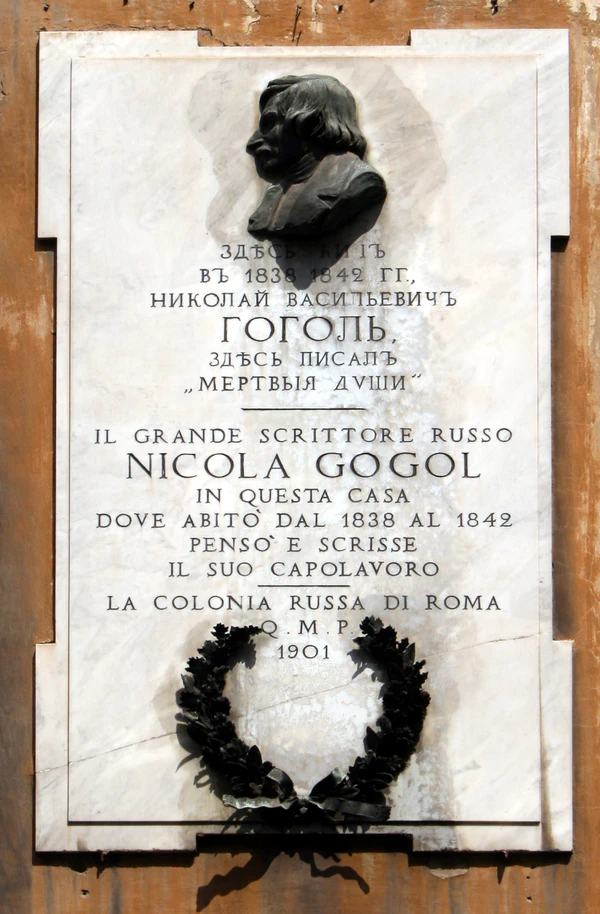 ЗДѢСЬ ЖИЛЪ
ВЪ 1838-1842 ГГ.,
НИКОЛАЙ ВАСИЛЬЕВИЧЪ
ГОГОЛЬ,
ЗДѢСЬ ПИСАЛЪ
„МЕРТВЫЯ ДУШИ“
IL GRANDE SCRITTORE RUSSO
NICOLA GOGOL
IN QUESTA CASA
DOVE ABITÒ DAL 1838 AL 1842
PENSÒ E SCRISSE
IL SUO CAPOLAVORO
LA COLONIA RUSSA DI ROMA
Q.M.P.
1901